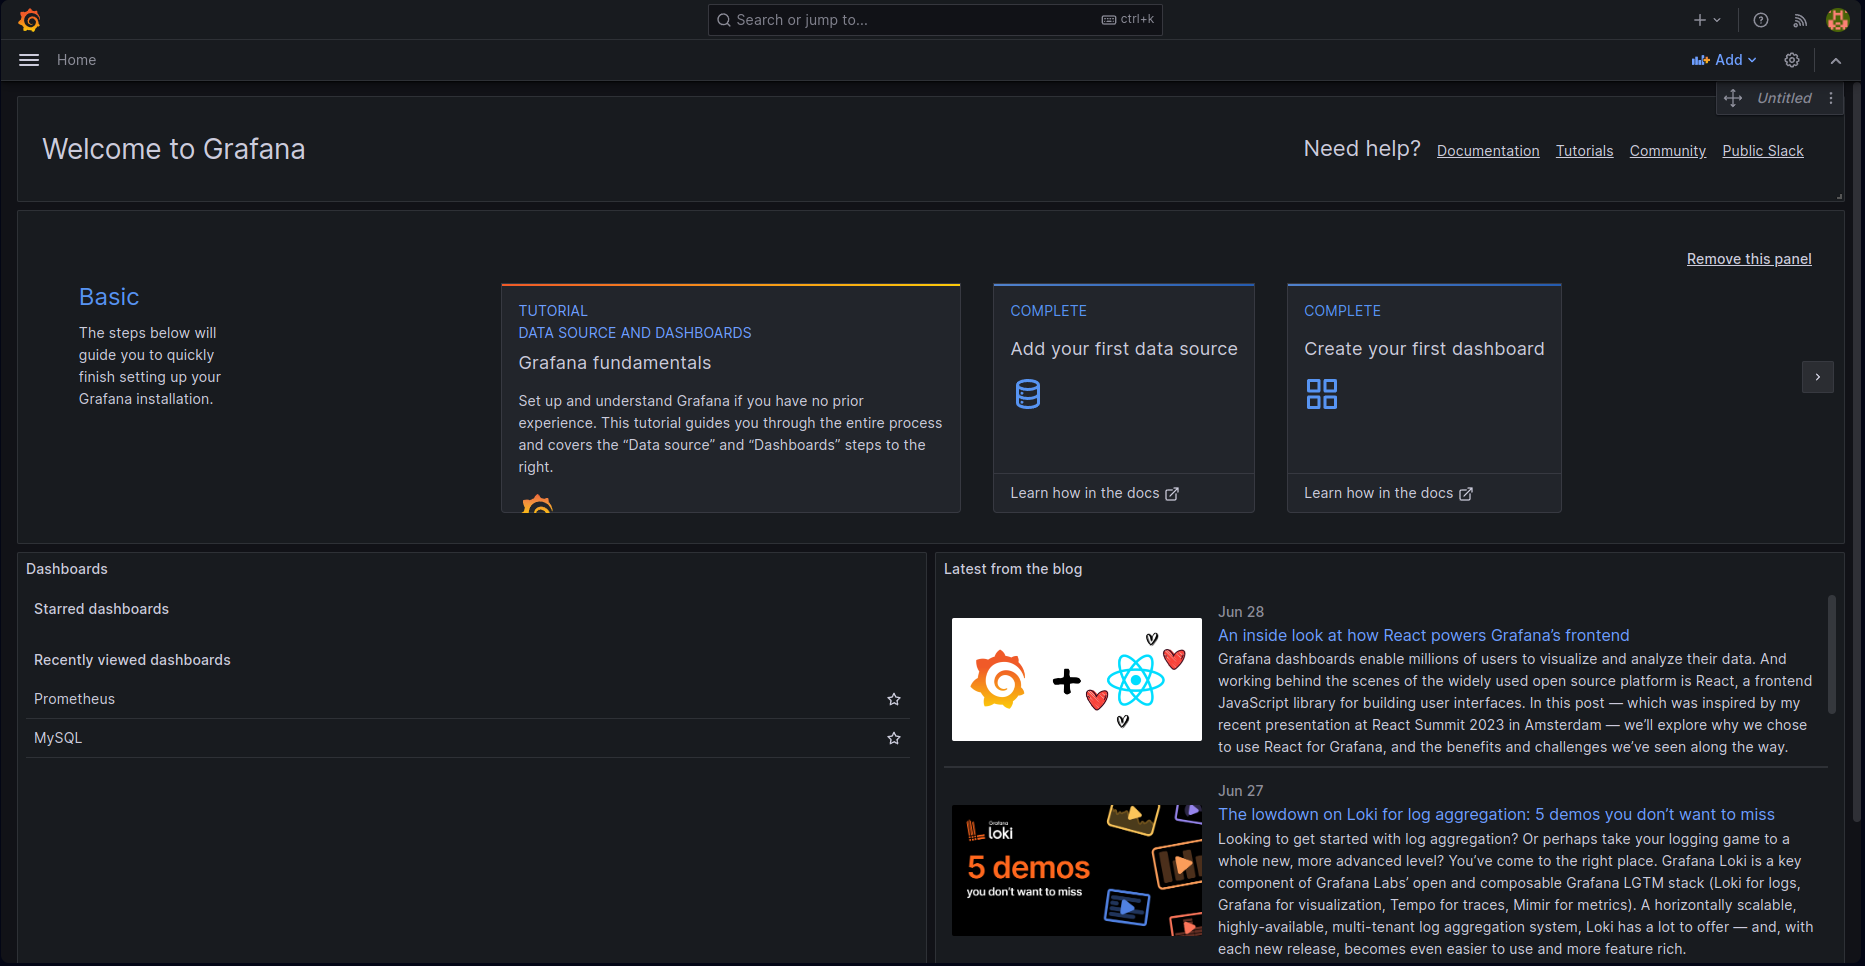 Search or jump to...
ctrl+k
Home
Add
Untitled
Welcome to Grafana
Need help?
Documentation
Tutorials
Community
Public Slack
Remove this panel
Basic
The steps below will
guide you to quickly
finish setting up your
Grafana installation.
TUTORIAL
DATA SOURCE AND DASHBOARDS
Grafana fundamentals
Set up and understand Grafana if you have no prior
experience. This tutorial guides you through the entire process
and covers the “Data source” and “Dashboards” steps to the
right.
COMPLETE
Add your first data source
Learn how in the docs
COMPLETE
Create your first dashboard
Learn how in the docs
Dashboards
Starred dashboards
Recently viewed dashboards
Prometheus
MySQL
Latest from the blog
Jun 28
An inside look at how React powers Grafana’s frontend
Grafana dashboards enable millions of users to visualize and analyze their data. And
working behind the scenes of the widely used open source platform is React, a frontend
JavaScript library for building user interfaces. In this post — which was inspired by my
recent presentation at React Summit 2023 in Amsterdam — we’ll explore why we chose
to use React for Grafana, and the benefits and challenges we’ve seen along the way.
Grafana
loki
5 demos
you don't want to miss
Jun 27
The lowdown on Loki for log aggregation: 5 demos you don’t want to miss
Looking to get started with log aggregation? Or perhaps take your logging game to a
whole new, more advanced level? You’ve come to the right place. Grafana Loki is a key
component of Grafana Labs’ open and composable Grafana LGTM stack (Loki for logs,
Grafana for visualization, Tempo for traces, Mimir for metrics). A horizontally scalable,
highly-available, multi-tenant log aggregation system, Loki has a lot to offer — and, with
each new release, becomes even easier to use and more feature rich.